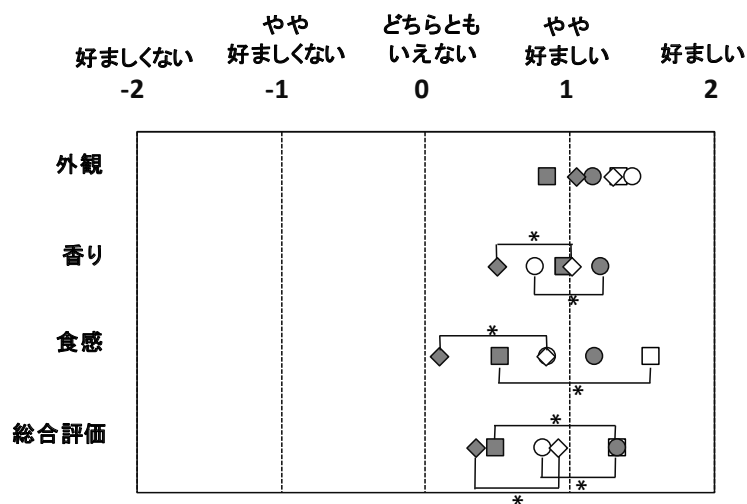 好ましくない
やや
好ましくない
どちらとも
いえない
やや
好ましい
好ましい
-2
-1
0
1
2
外観
香り
*
*
食感
*
*
総合評価
*
*
*